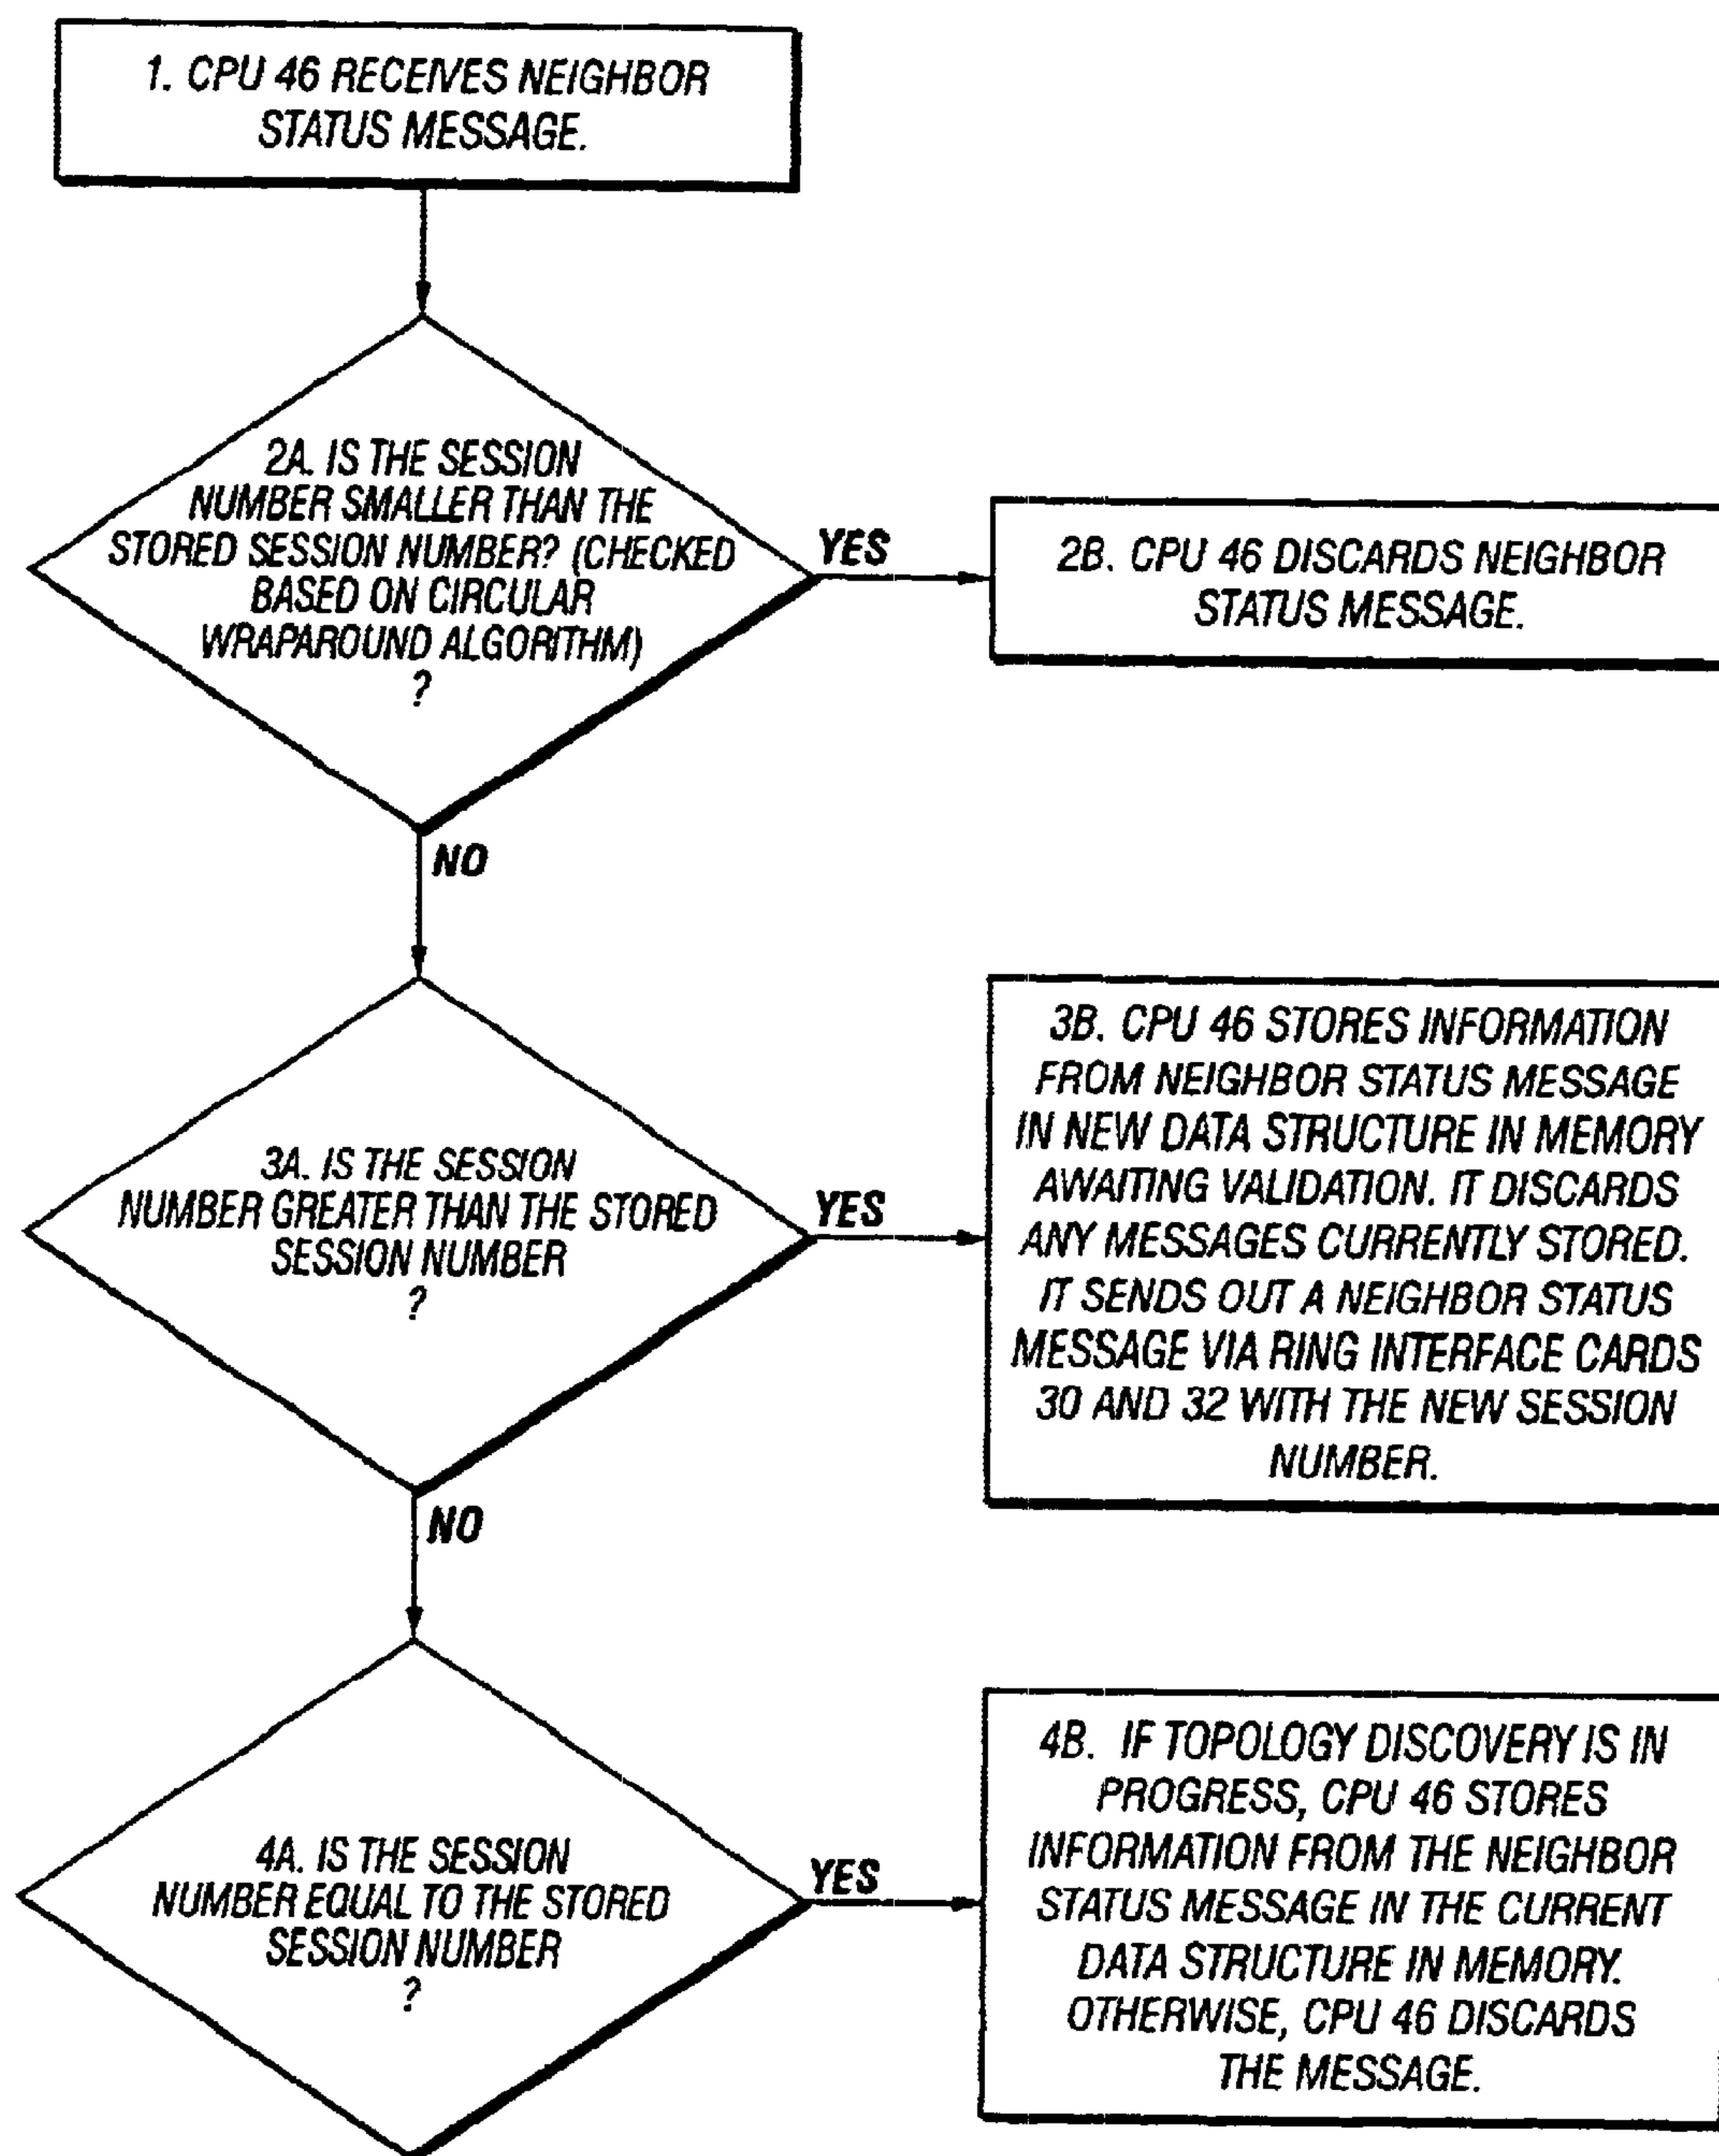 1. CPU 46 RECEIVES NEIGHBOR
STATUS MESSAGE.
2A. IS THE SESSION
NUMBER SMALLER THAN THE
STORED SESSION NUMBER? (CHECKED
BASED ON CIRCULAR
WRAPAROUND ALGORITHM)
?
YES
2B. CPU 46 DISCARDS NEIGHBOR
STATUS MESSAGE.
NO
3A. IS THE SESSION
NUMBER GREATER THAN THE STORED
SESSION NUMBER
?
YES
3B. CPU 46 STORES INFORMATION
FROM NEIGHBOR STATUS MESSAGE
IN NEW DATA STRUCTURE IN MEMORY
AWAITING VALIDATION. IT DISCARDS
ANY MESSAGES CURRENTLY STORED.
IT SENDS OUT A NEIGHBOR STATUS
MESSAGE VIA RING INTERFACE CARDS
30 AND 32 WITH THE NEW SESSION
NUMBER.
NO
4A. IS THE SESSION
NUMBER EQUAL TO THE STORED
SESSION NUMBER
?
YES
4B. IF TOPOLOGY DISCOVERY IS IN
PROGRESS, CPU 46 STORES
INFORMATION FROM THE NEIGHBOR
STATUS MESSAGE IN THE CURRENT
DATA STRUCTURE IN MEMORY.
OTHERWISE, CPU 46 DISCARDS
THE MESSAGE.